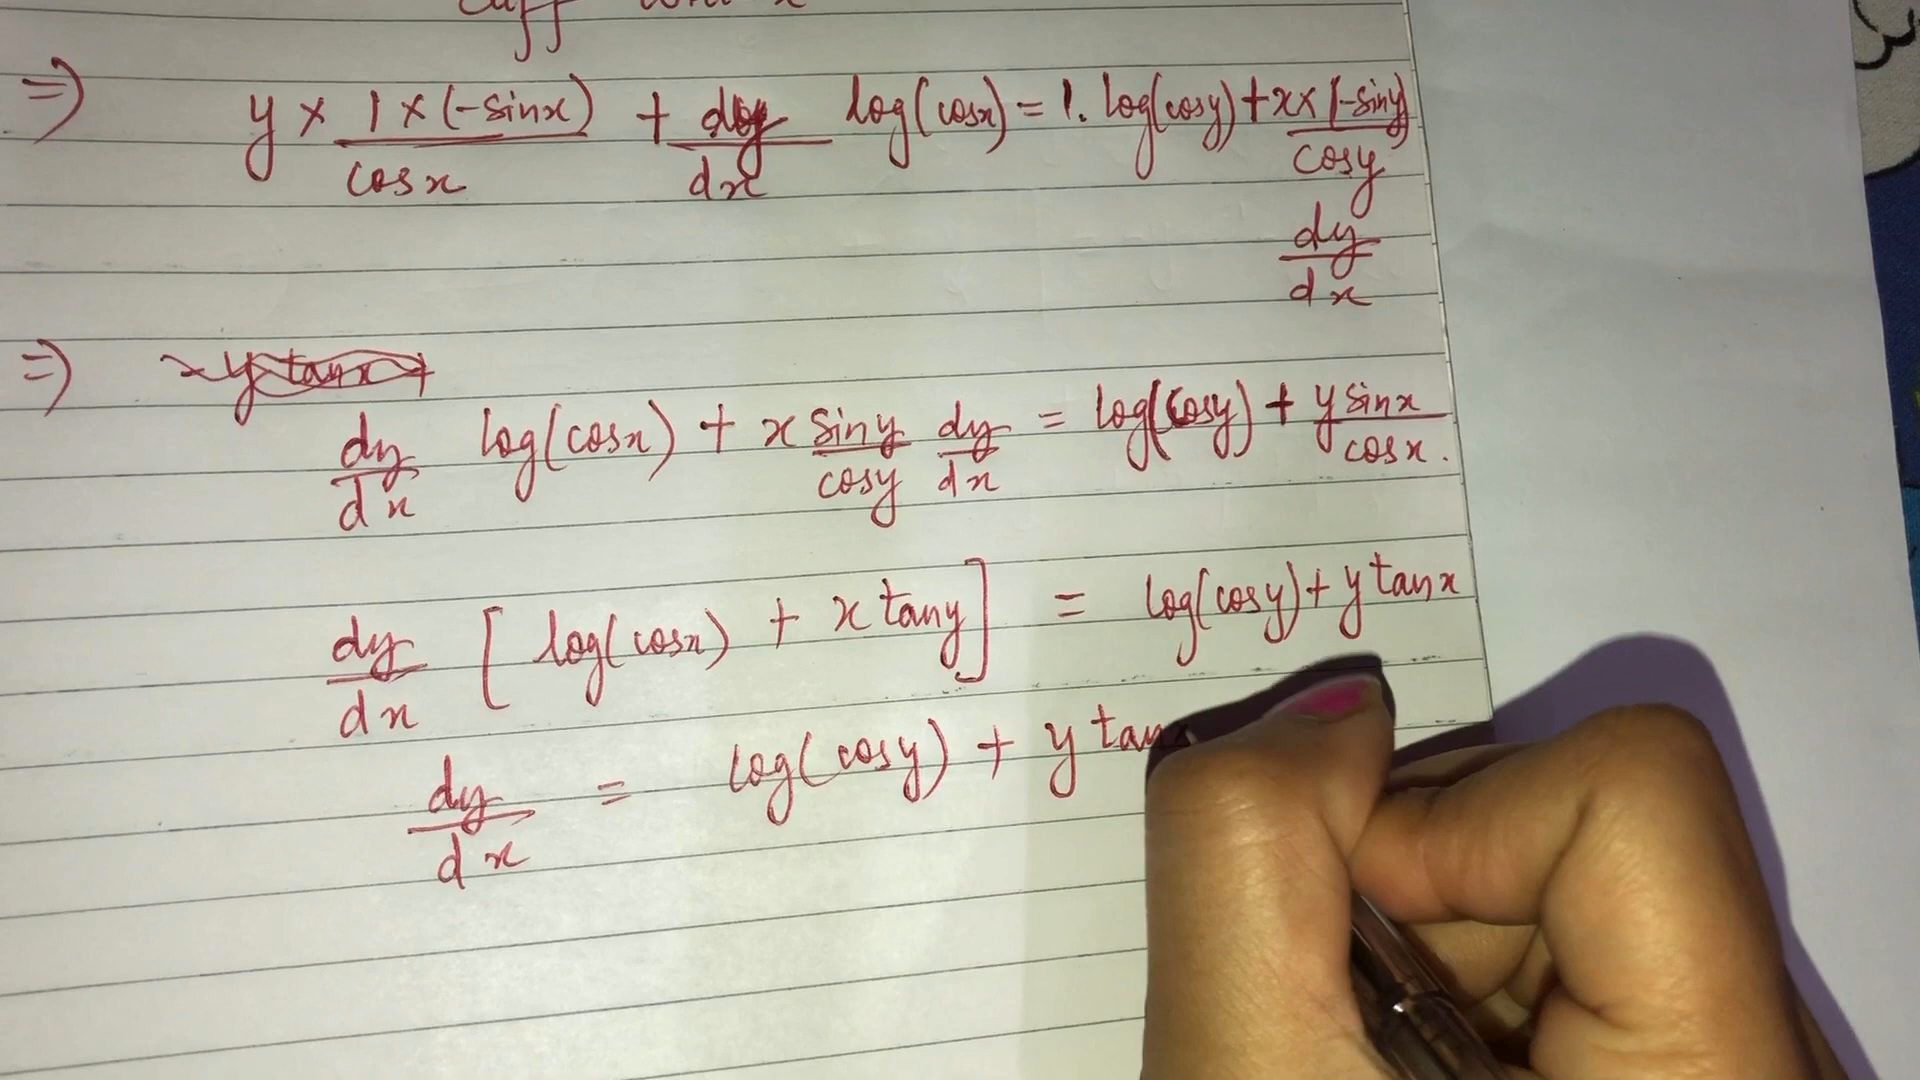 => y × 1 × (-sinx) / cosx + dy/dx log(cosx) = 1. log(cosy) + x × (-siny) / cosy
dy/dx
=> -y tanx +
dy/dx log(cosx) + x siny/cosy dy/dx = log(cosy) + y sinx/cosx.
dy/dx [ log(cosx) + x tany ] = log(cosy) + y tanx
dy/dx = log(cosy) + y tan